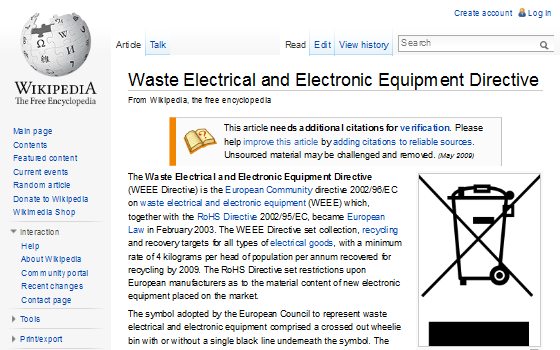 Create account Log In
WIKIPEDIA
The Free Encyclopedia
Main page
Contents
Featured content
Current events
Random article
Donate to Wikipedia
Wikimedia Shop
Interaction
Help
About Wikipedia
Community portal
Recent changes
Contact page
Tools
Print/export
Article Talk Read Edit View history Search
Waste Electrical and Electronic Equipment Directive
From Wikipedia, the free encyclopedia
This article needs additional citations for verification. Please
help improve this article by adding citations to reliable sources.
Unsourced material may be challenged and removed. (May 2009)
The Waste Electrical and Electronic Equipment Directive
(WEEE Directive) is the European Community directive 2002/96/EC
on waste electrical and electronic equipment (WEEE) which,
together with the RoHS Directive 2002/95/EC, became European
Law in February 2003. The WEEE Directive set collection, recycling
and recovery targets for all types of electrical goods, with a minimum
rate of 4 kilograms per head of population per annum recovered for
recycling by 2009. The RoHS Directive set restrictions upon
European manufacturers as to the material content of new electronic
equipment placed on the market.
The symbol adopted by the European Council to represent waste
electrical and electronic equipment comprised a crossed out wheelie
bin with or without a single black line underneath the symbol. The